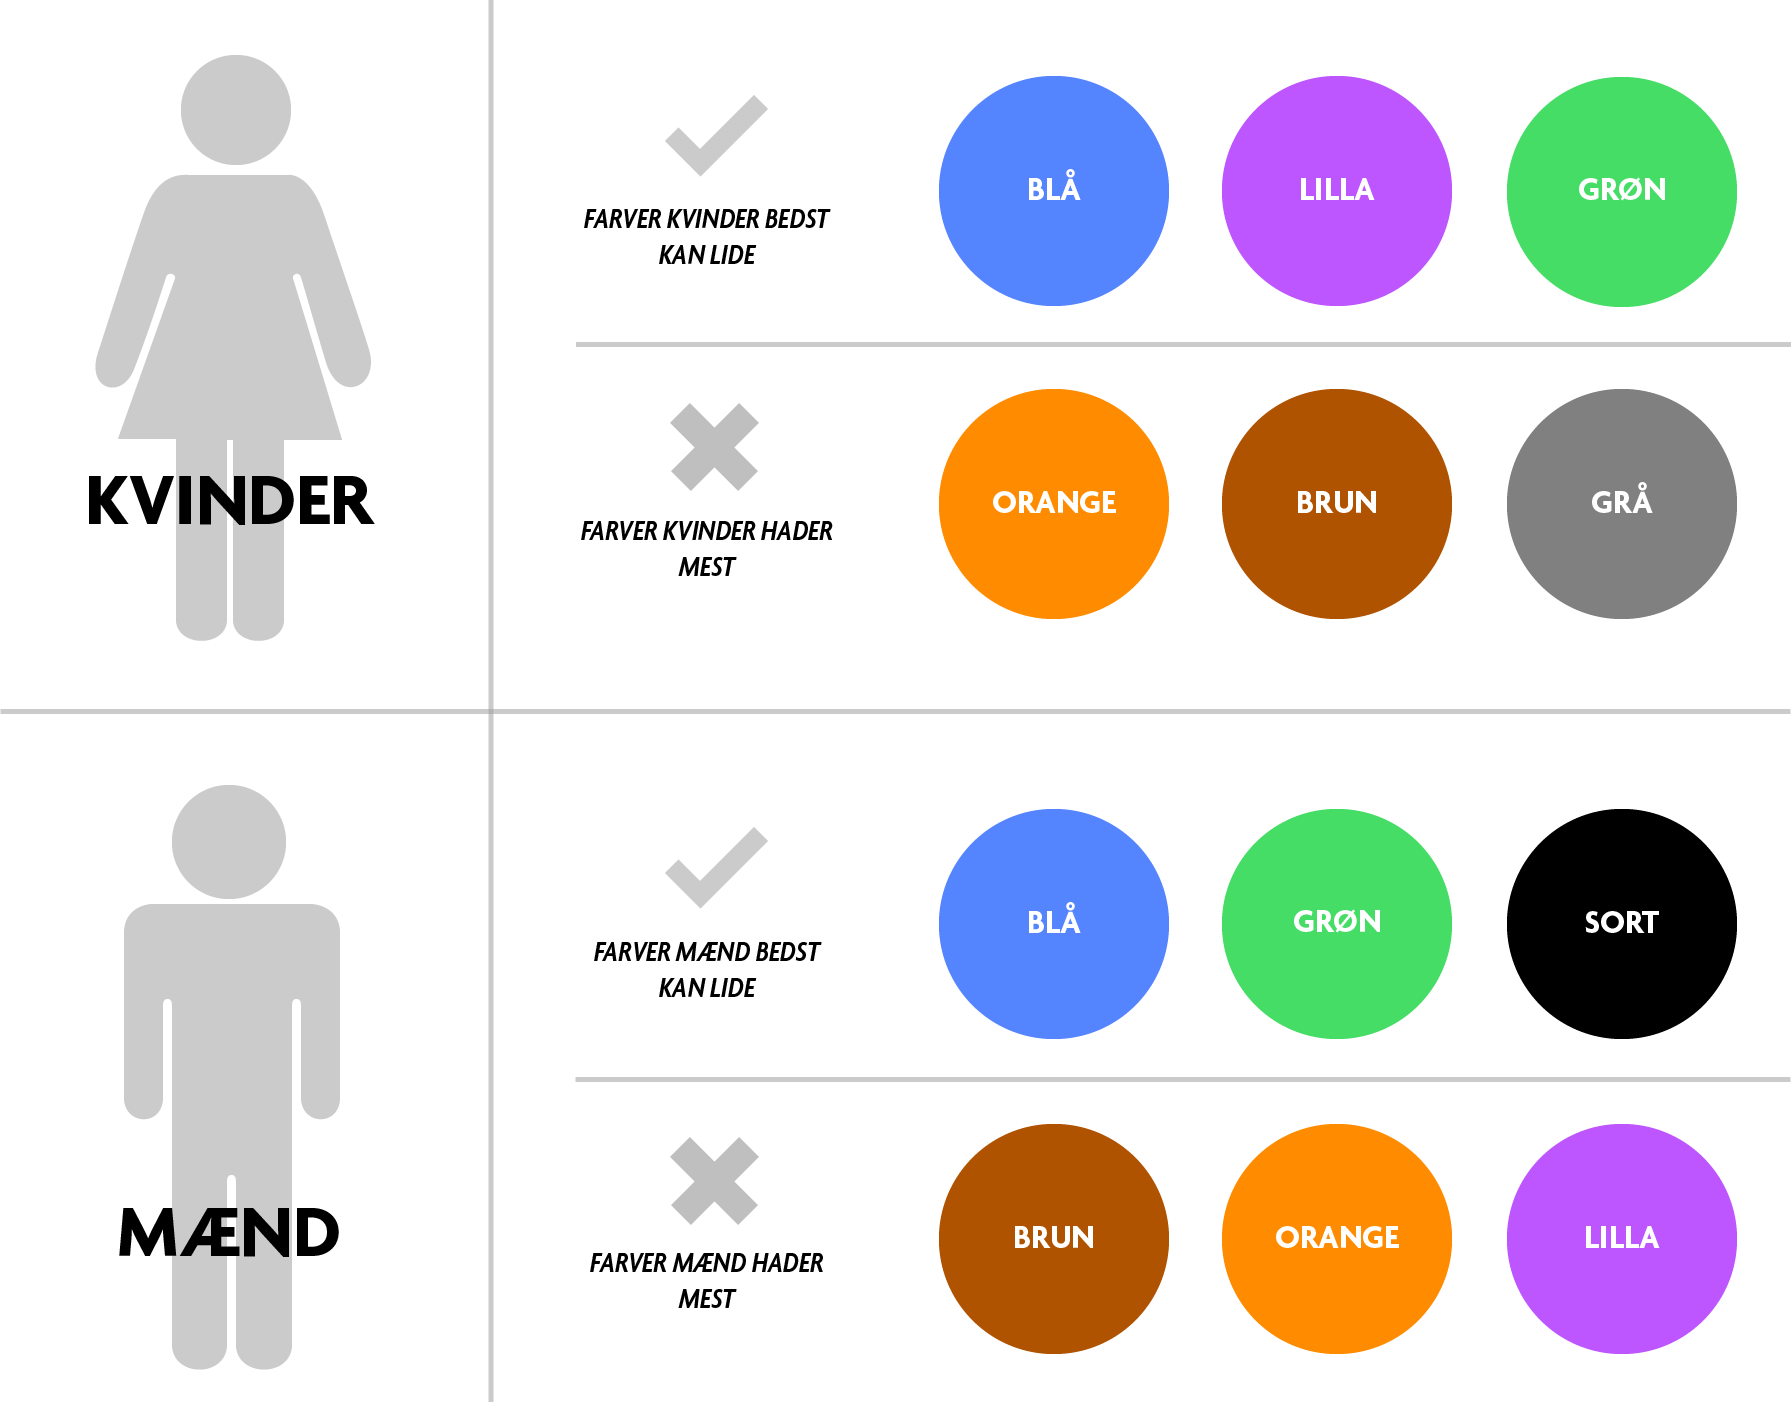 KVINDER
FARVER KVINDER BEDST
KAN LIDE
BLÅ
LILLA
GRØN
FARVER KVINDER HADER
MEST
ORANGE
BRUN
GRÅ
MÆND
FARVER MÆND BEDST
KAN LIDE
BLÅ
GRØN
SORT
FARVER MÆND HADER
MEST
BRUN
ORANGE
LILLA